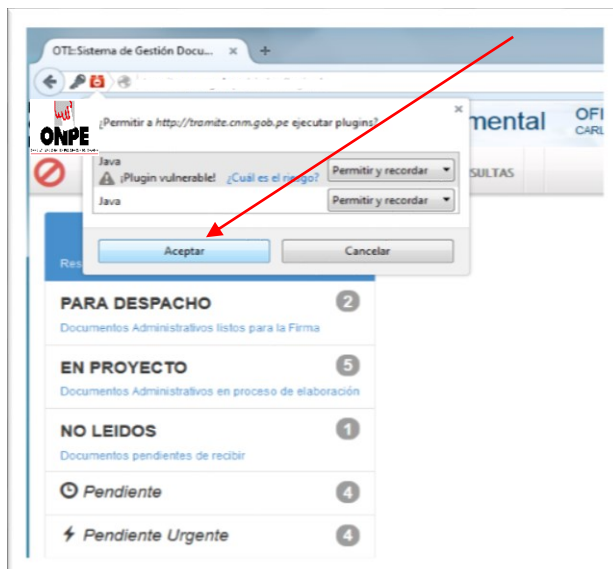 OTI::Sistema de Gestión Docu... × +
ONPE
¿Permitir a http://tramite.cnm.gob.pe ejecutar plugins? ×
mental
OFI
CARL
Java
¡Plugin vulnerable! ¿Cuál es el riesgo? Permitir y recordar
Java Permitir y recordar
SULTAS
Aceptar Cancelar
Res
PARA DESPACHO 2
Documentos Administrativos listos para la Firma
EN PROYECTO 5
Documentos Administrativos en proceso de elaboración
NO LEIDOS 1
Documentos pendientes de recibir
Pendiente 4
Pendiente Urgente 4